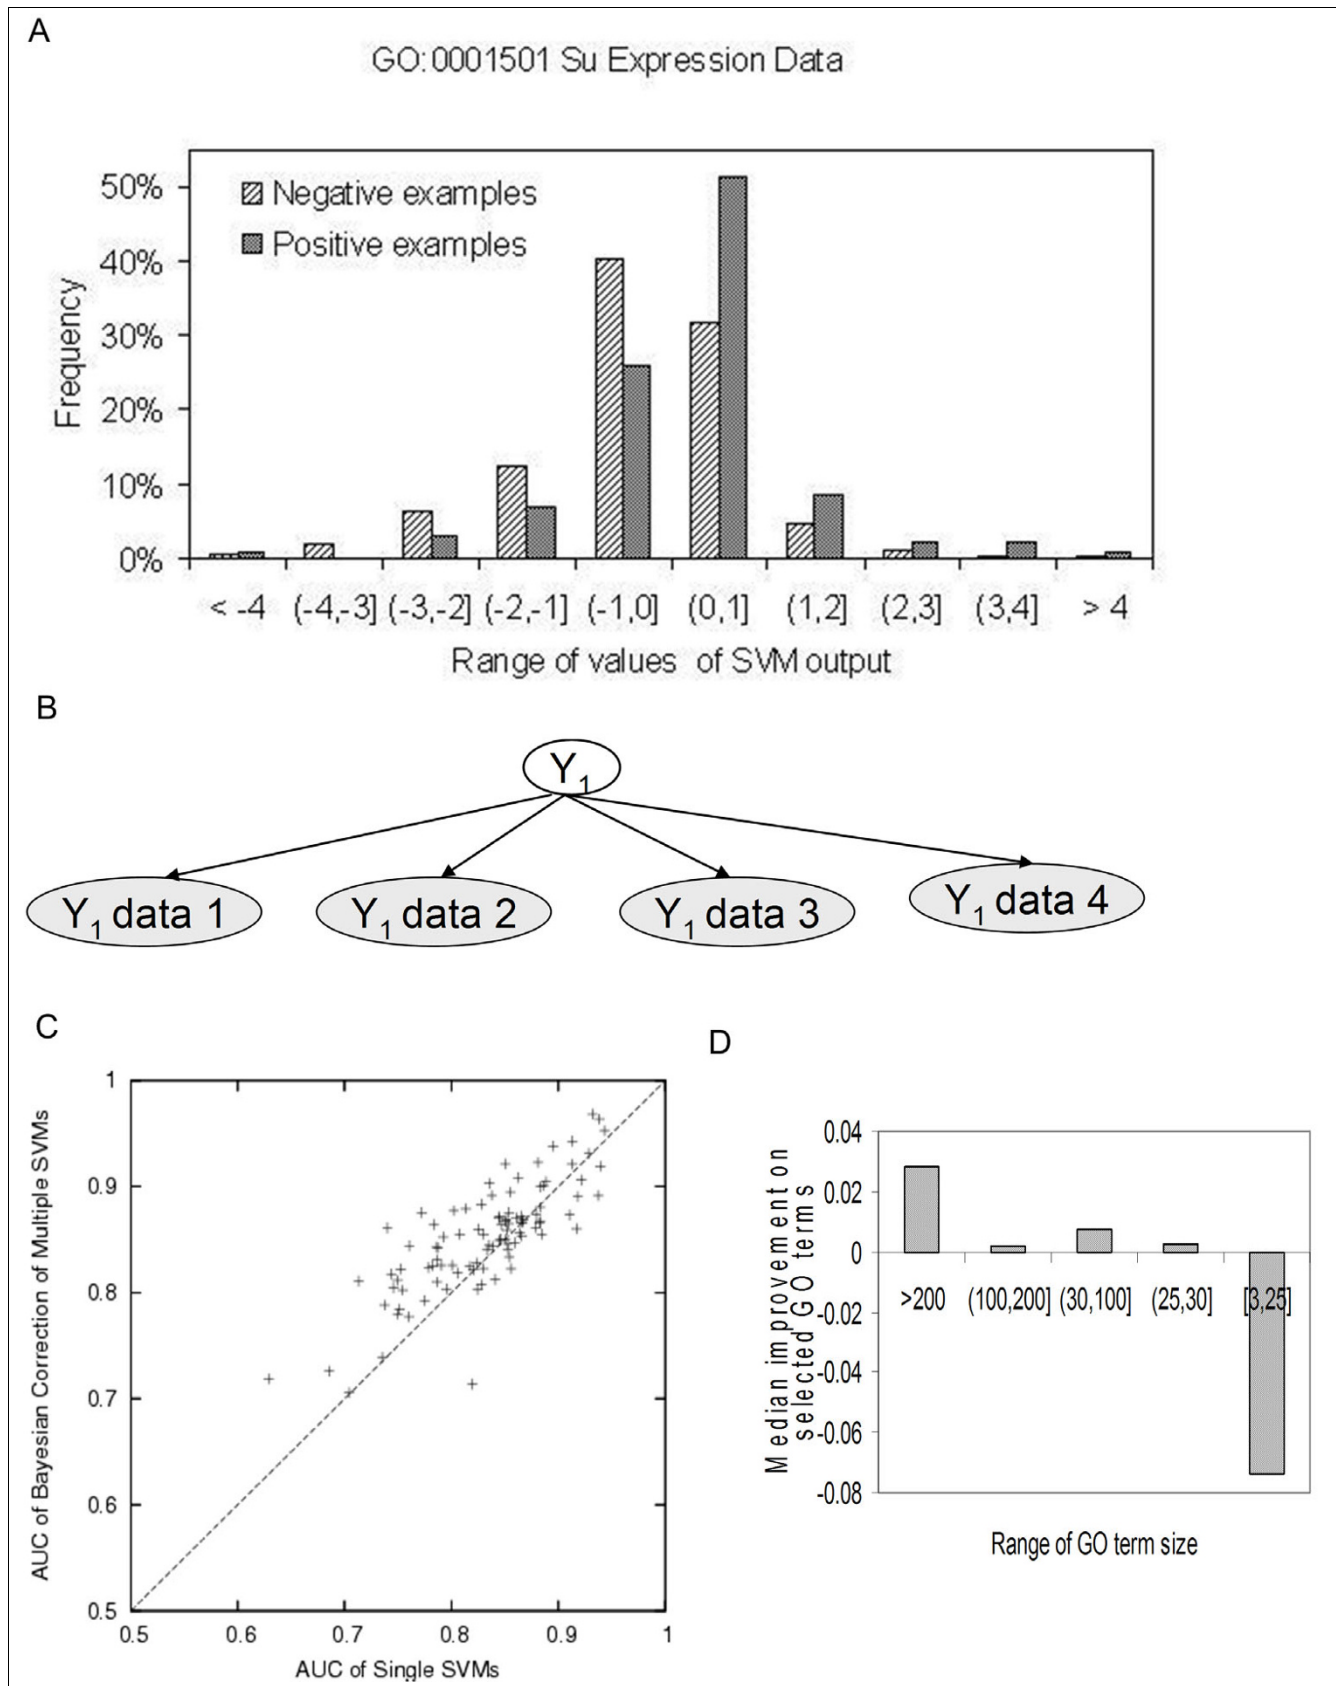 A
GO:0001501 Su Expression Data
Negative examples
Positive examples
Frequency
50%
40%
30%
20%
10%
0%
< -4 (-4,-3] (-3,-2] (-2,-1] (-1,0] (0,1] (1,2] (2,3] (3,4] > 4
Range of values of SVM output
B
Y1
Y1 data 1
Y1 data 2
Y1 data 3
Y1 data 4
C
AUC of Bayesian Correction of Multiple SVMs
1
0.9
0.8
0.7
0.6
0.5
0.5 0.6 0.7 0.8 0.9 1
AUC of Single SVMs
D
Median improvement on
selected GO terms
0.04
0.02
0
-0.02
-0.04
-0.06
-0.08
>200 (100,200] (30,100] (25,30] [3,25]
Range of GO term size